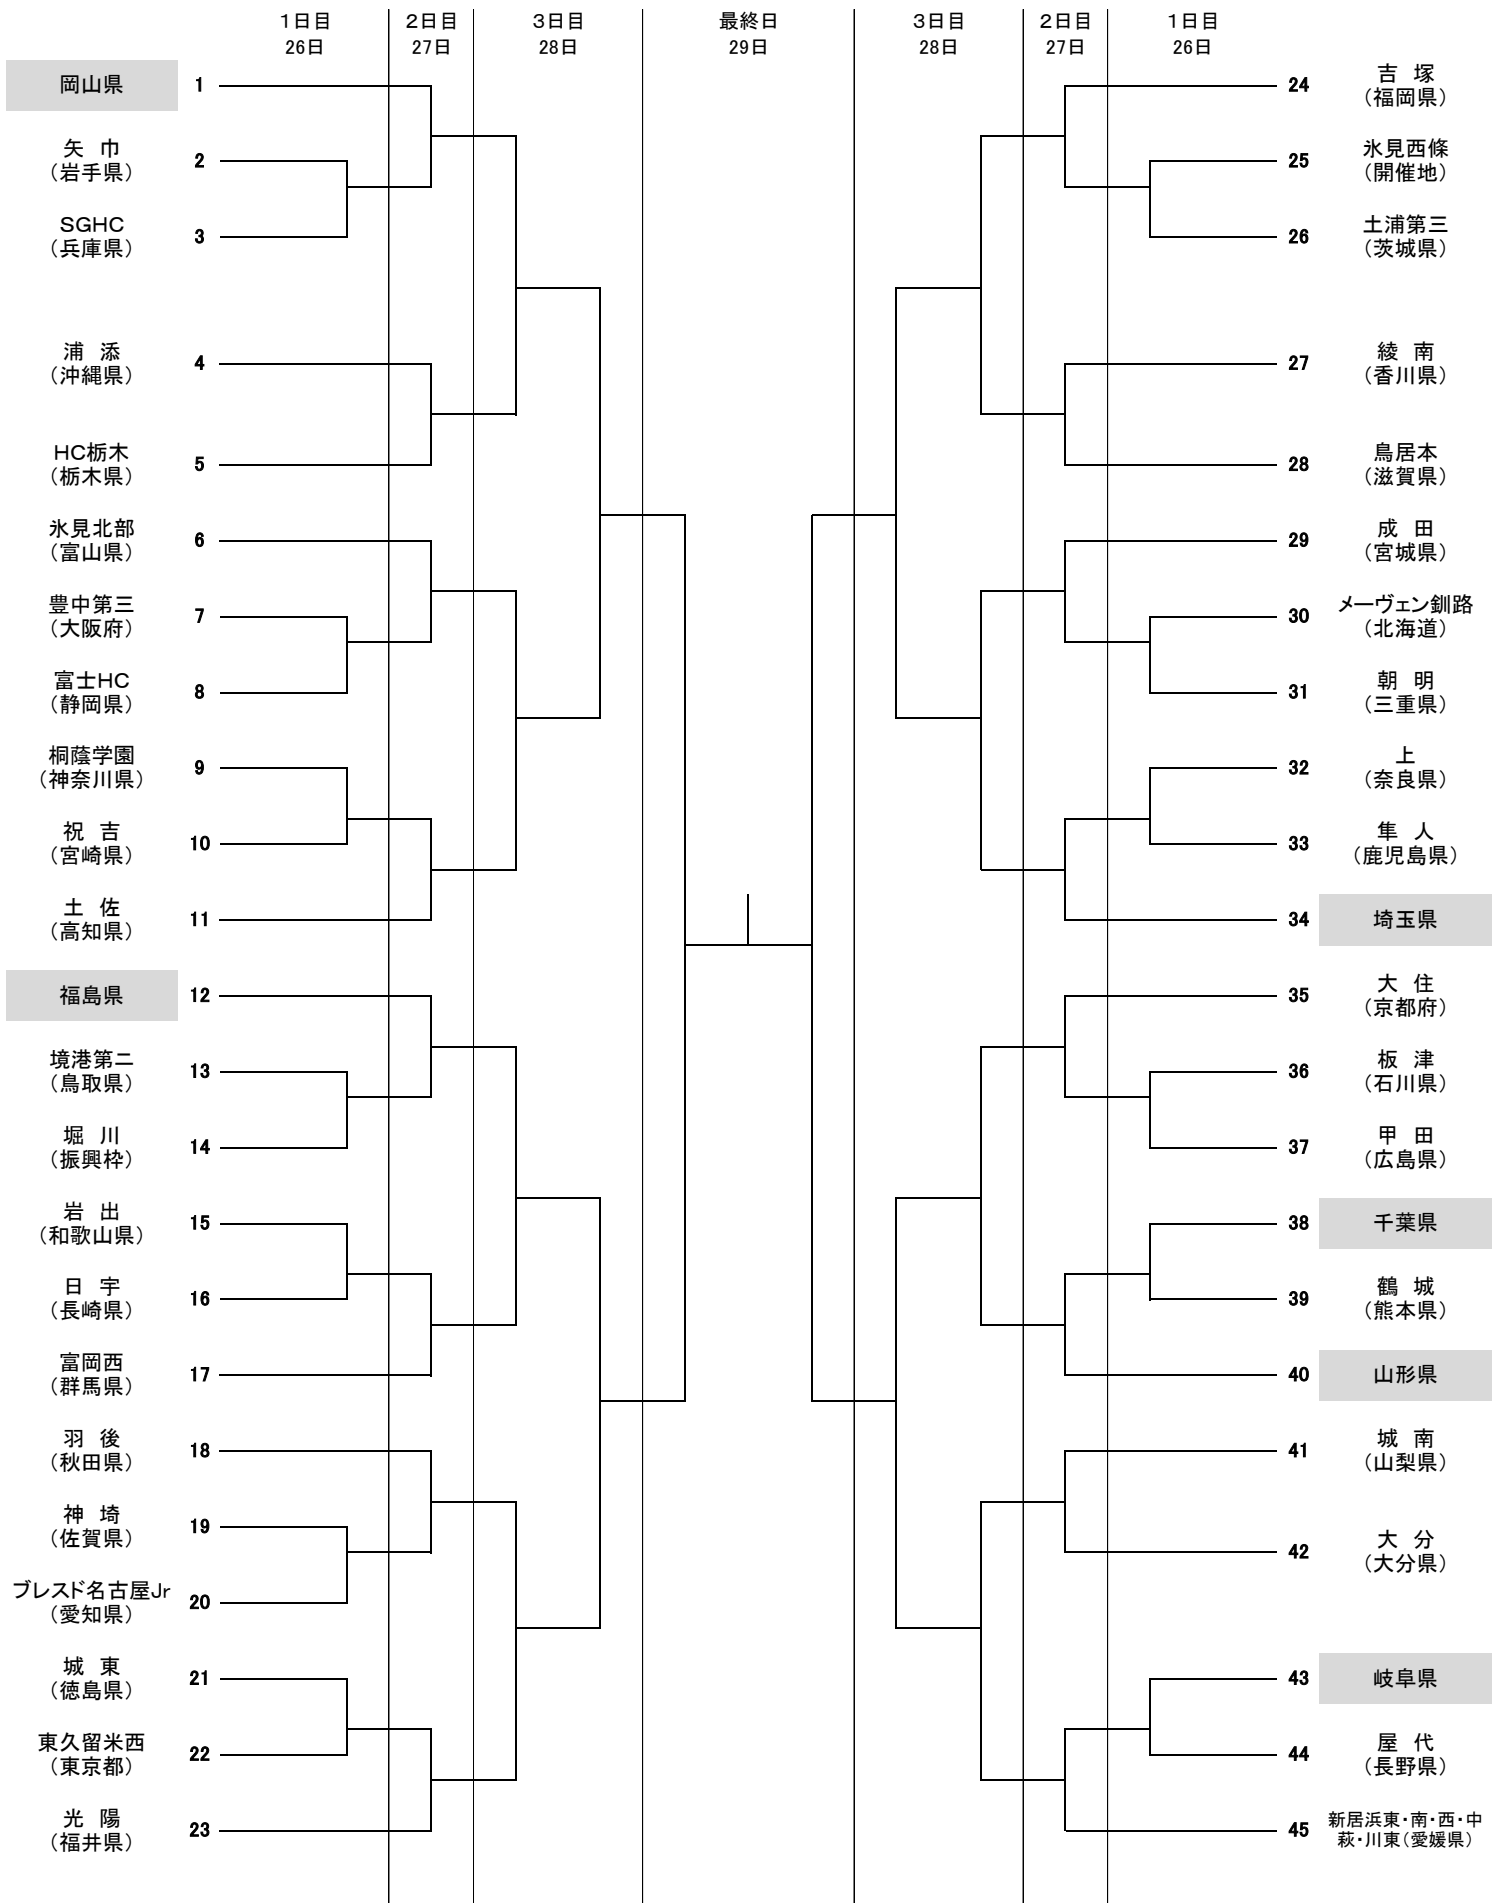 1日目 2日目 3日目 最終日 3日目 2日目 1日目
26日 27日 28日 29日 28日 27日 26日
岡山県 1
矢 巾
（岩手県） 2
SGHC
（兵庫県） 3
浦 添
（沖縄県） 4
HC栃木
（栃木県） 5
氷見北部
（富山県） 6
豊中第三
（大阪府） 7
富士HC
（静岡県） 8
桐蔭学園
（神奈川県） 9
祝 吉
（宮崎県） 10
土 佐
（高知県） 11
福島県 12
境港第二
（鳥取県） 13
堀 川
（振興枠） 14
岩 出
（和歌山県） 15
日 宇
（長崎県） 16
富岡西
（群馬県） 17
羽 後
（秋田県） 18
神 埼
（佐賀県） 19
ブレスド名古屋Jr
（愛知県） 20
城 東
（徳島県） 21
東久留米西
（東京都） 22
光 陽
（福井県） 23
24 吉 塚
（福岡県）
25 氷見西條
（開催地）
26 土浦第三
（茨城県）
27 綾 南
（香川県）
28 鳥居本
（滋賀県）
29 成 田
（宮城県）
30 メーヴェン釧路
（北海道）
31 朝 明
（三重県）
32 上
（奈良県）
33 隼 人
（鹿児島県）
34 埼玉県
35 大 住
（京都府）
36 板 津
（石川県）
37 甲 田
（広島県）
38 千葉県
39 鶴 城
（熊本県）
40 山形県
41 城 南
（山梨県）
42 大 分
（大分県）
43 岐阜県
44 屋 代
（長野県）
45 新居浜東・南・西・中
萩・川東（愛媛県）